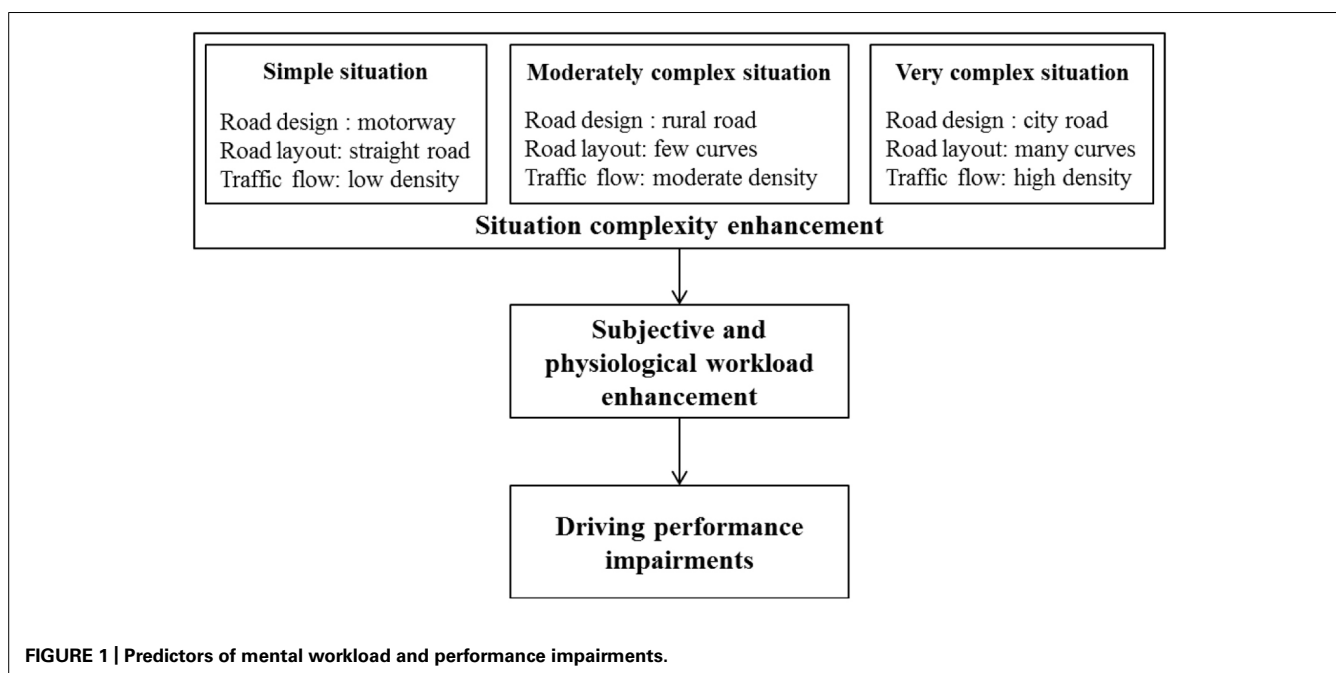 Simple situation
Road design : motorway
Road layout: straight road
Traffic flow: low density
Moderately complex situation
Road design : rural road
Road layout: few curves
Traffic flow: moderate density
Very complex situation
Road design : city road
Road layout: many curves
Traffic flow: high density
Situation complexity enhancement
Subjective and
physiological workload
enhancement
Driving performance
impairments
FIGURE 1 | Predictors of mental workload and performance impairments.